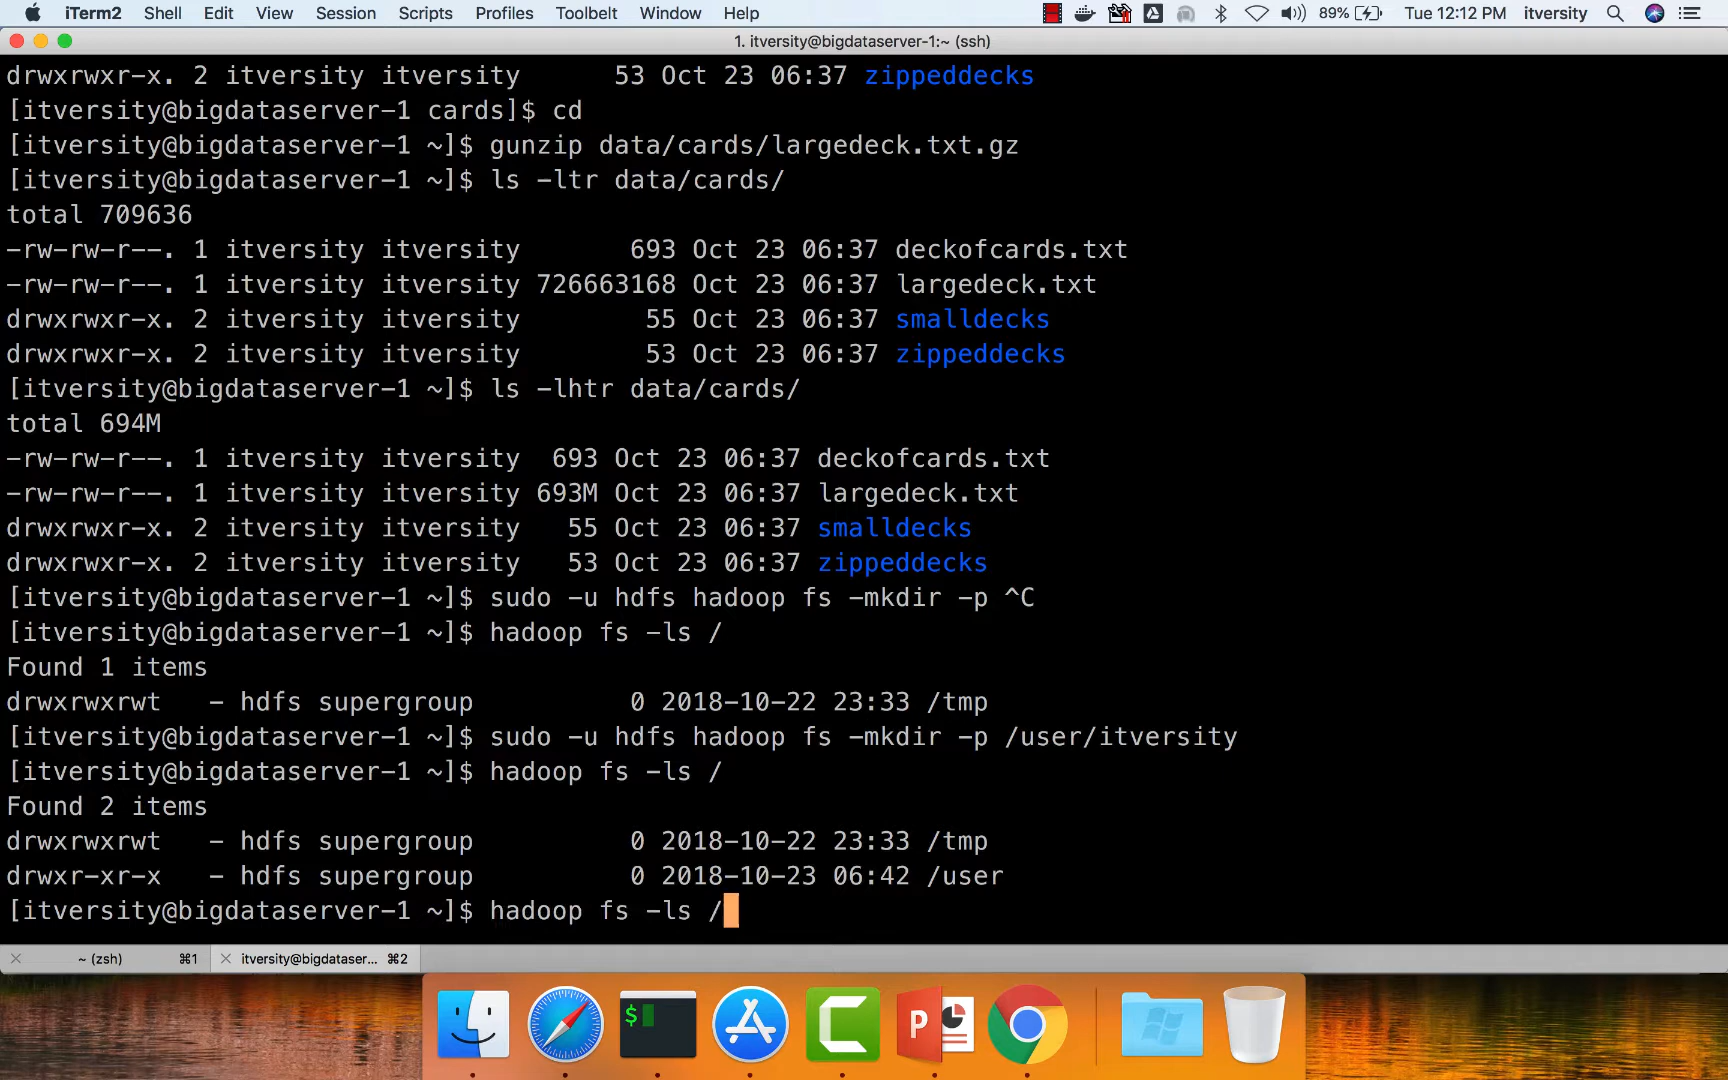 iTerm2 Shell Edit View Session Scripts Profiles Toolbelt Window Help 89% Tue 12:12 PM itversity
1. itversity@bigdataserver-1:~ (ssh)
drwxrwxr-x. 2 itversity itversity 53 Oct 23 06:37 zippeddecks
[itversity@bigdataserver-1 cards]$ cd
[itversity@bigdataserver-1 ~]$ gunzip data/cards/largedeck.txt.gz
[itversity@bigdataserver-1 ~]$ ls -ltr data/cards/
total 709636
-rw-rw-r--. 1 itversity itversity 693 Oct 23 06:37 deckofcards.txt
-rw-rw-r--. 1 itversity itversity 726663168 Oct 23 06:37 largedeck.txt
drwxrwxr-x. 2 itversity itversity 55 Oct 23 06:37 smalldecks
drwxrwxr-x. 2 itversity itversity 53 Oct 23 06:37 zippeddecks
[itversity@bigdataserver-1 ~]$ ls -lhtr data/cards/
total 694M
-rw-rw-r--. 1 itversity itversity 693 Oct 23 06:37 deckofcards.txt
-rw-rw-r--. 1 itversity itversity 693M Oct 23 06:37 largedeck.txt
drwxrwxr-x. 2 itversity itversity 55 Oct 23 06:37 smalldecks
drwxrwxr-x. 2 itversity itversity 53 Oct 23 06:37 zippeddecks
[itversity@bigdataserver-1 ~]$ sudo -u hdfs hadoop fs -mkdir -p ^C
[itversity@bigdataserver-1 ~]$ hadoop fs -ls /
Found 1 items
drwxrwxrwt - hdfs supergroup 0 2018-10-22 23:33 /tmp
[itversity@bigdataserver-1 ~]$ sudo -u hdfs hadoop fs -mkdir -p /user/itversity
[itversity@bigdataserver-1 ~]$ hadoop fs -ls /
Found 2 items
drwxrwxrwt - hdfs supergroup 0 2018-10-22 23:33 /tmp
drwxr-xr-x - hdfs supergroup 0 2018-10-23 06:42 /user
[itversity@bigdataserver-1 ~]$ hadoop fs -ls /
~ (zsh) ⌘1 itversity@bigdataser... ⌘2